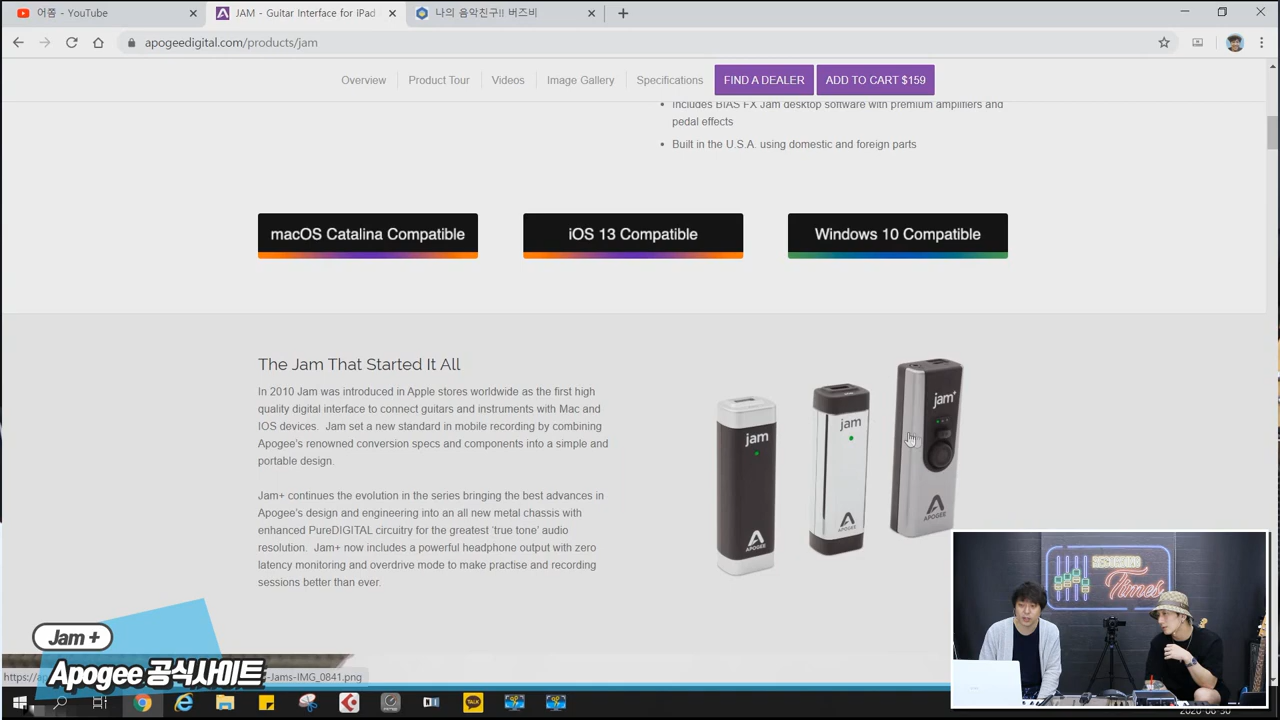 어쭘 - YouTube
JAM - Guitar Interface for iPad
나의 음악친구!! 버즈비
apogeedigital.com/products/jam
Overview
Product Tour
Videos
Image Gallery
Specifications
FIND A DEALER
ADD TO CART $159
Includes BIAS FX Jam desktop software with premium amplifiers and
pedal effects
Built in the U.S.A. using domestic and foreign parts
macOS Catalina Compatible
iOS 13 Compatible
Windows 10 Compatible
The Jam That Started It All
In 2010 Jam was introduced in Apple stores worldwide as the first high
quality digital interface to connect guitars and instruments with Mac and
IOS devices. Jam set a new standard in mobile recording by combining
Apogee's renowned conversion specs and components into a simple and
portable design.
Jam+ continues the evolution in the series bringing the best advances in
Apogee's design and engineering into an all new metal chassis with
enhanced PureDIGITAL circuitry for the greatest 'true tone' audio
resolution. Jam+ now includes a powerful headphone output with zero
latency monitoring and overdrive mode to make practise and recording
sessions better than ever.
jam
APOGEE
jam
APOGEE
jam+
APOGEE
RECORDING
Times
Jam +
Apogee 공식사이트
-Jams-IMG_0841.png
TALK